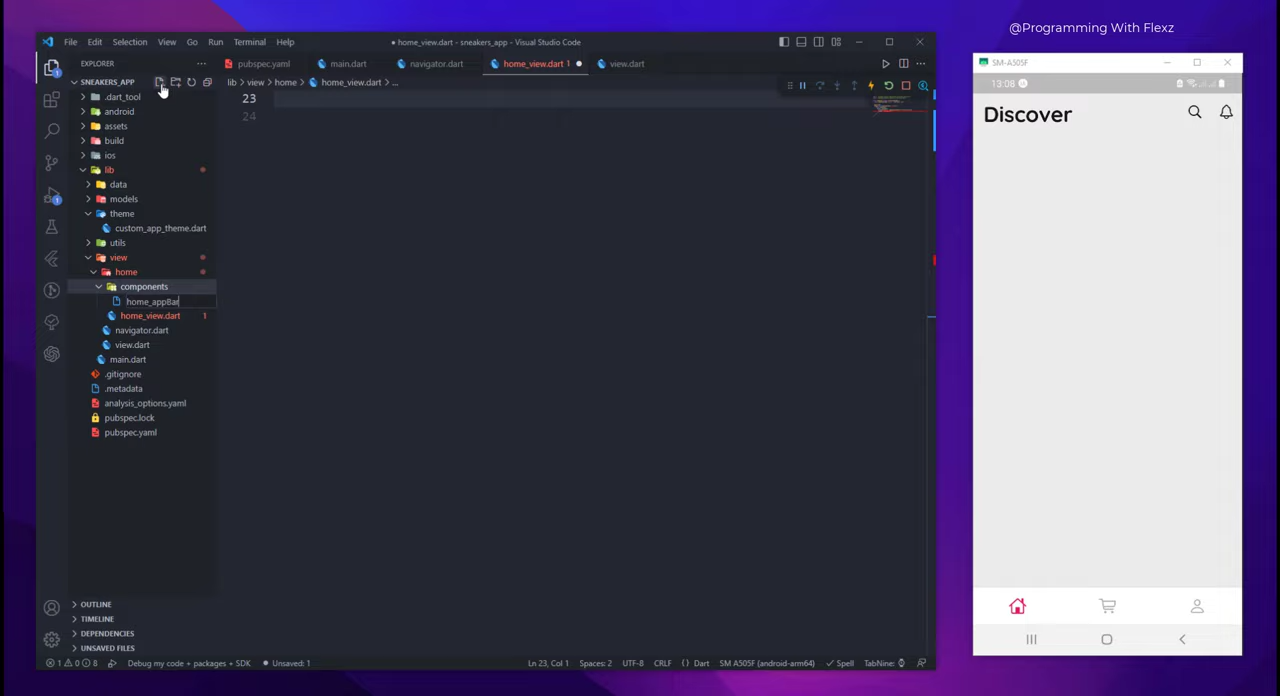 @Programming With Flexz
File Edit Selection View Go Run Terminal Help
● home_view.dart - sneakers_app - Visual Studio Code
SM-A505F
EXPLORER
pubspec.yaml
main.dart
navigator.dart
home_view.dart 1
view.dart
SNEAKERS_APP
lib > view > home > home_view.dart > ...
.dart_tool
android
assets
build
ios
lib
data
models
theme
custom_app_theme.dart
utils
view
home
components
home_appBar
home_view.dart 1
navigator.dart
view.dart
main.dart
.gitignore
.metadata
analysis_options.yaml
pubspec.lock
pubspec.yaml
OUTLINE
TIMELINE
DEPENDENCIES
UNSAVED FILES
23
24
13:08
Discover
1 0 8
Debug my code + packages + SDK
Unsaved: 1
Ln 23, Col 1
Spaces: 2
UTF-8
CRLF
{} Dart
SM A505F (android-arm64)
Spell
TabNine: